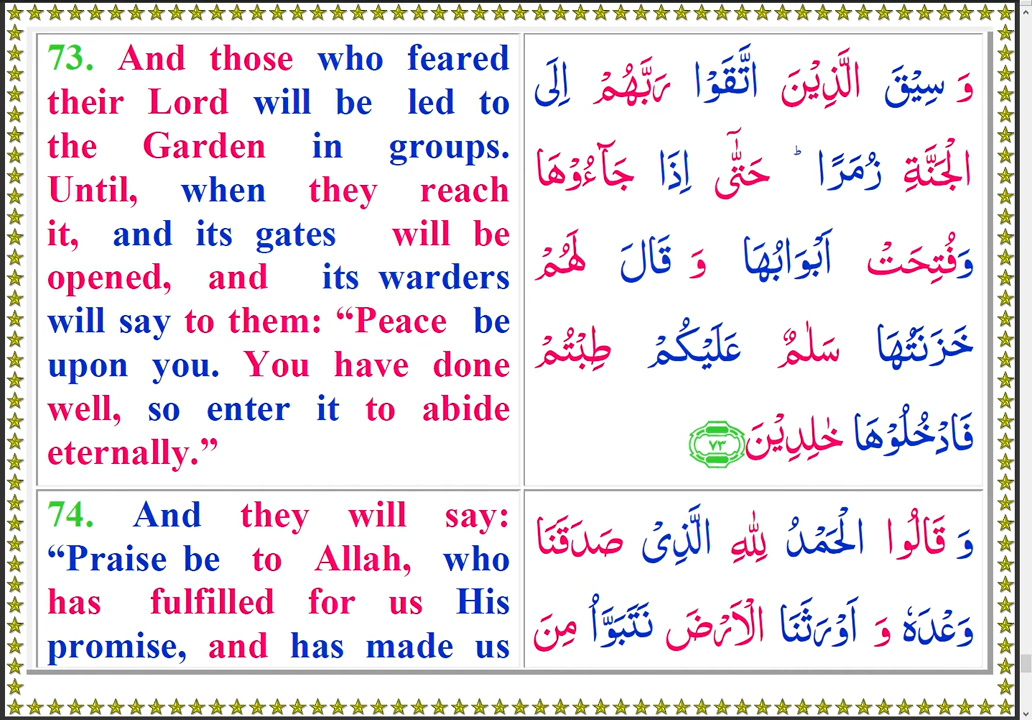 73. And those who feared
their Lord will be led to
the Garden in groups.
Until, when they reach
it, and its gates will be
opened, and its warders
will say to them: “Peace be
upon you. You have done
well, so enter it to abide
eternally.”
وَ سِيْقَ الَّذِيْنَ اتَّقَوْا رَبَّهُمْ اِلَى
الْجَنَّةِ زُمَرًا ؕ حَتّٰۤى اِذَا جَآءُوْهَا
وَفُتِحَتْ اَبْوَابُهَا وَ قَالَ لَهُمْ
خَزَنَتُهَا سَلٰمٌ عَلَيْكُمْ طِبْتُمْ
فَادْخُلُوْهَا خٰلِدِيْنَ ﴿۷۳﴾
74. And they will say:
“Praise be to Allah, who
has fulfilled for us His
promise, and has made us
وَ قَالُوا الْحَمْدُ لِلّٰهِ الَّذِىْ صَدَقَنَا
وَعْدَهٗ وَ اَوْرَثَنَا الْاَرْضَ نَتَبَوَّاُ مِنَ